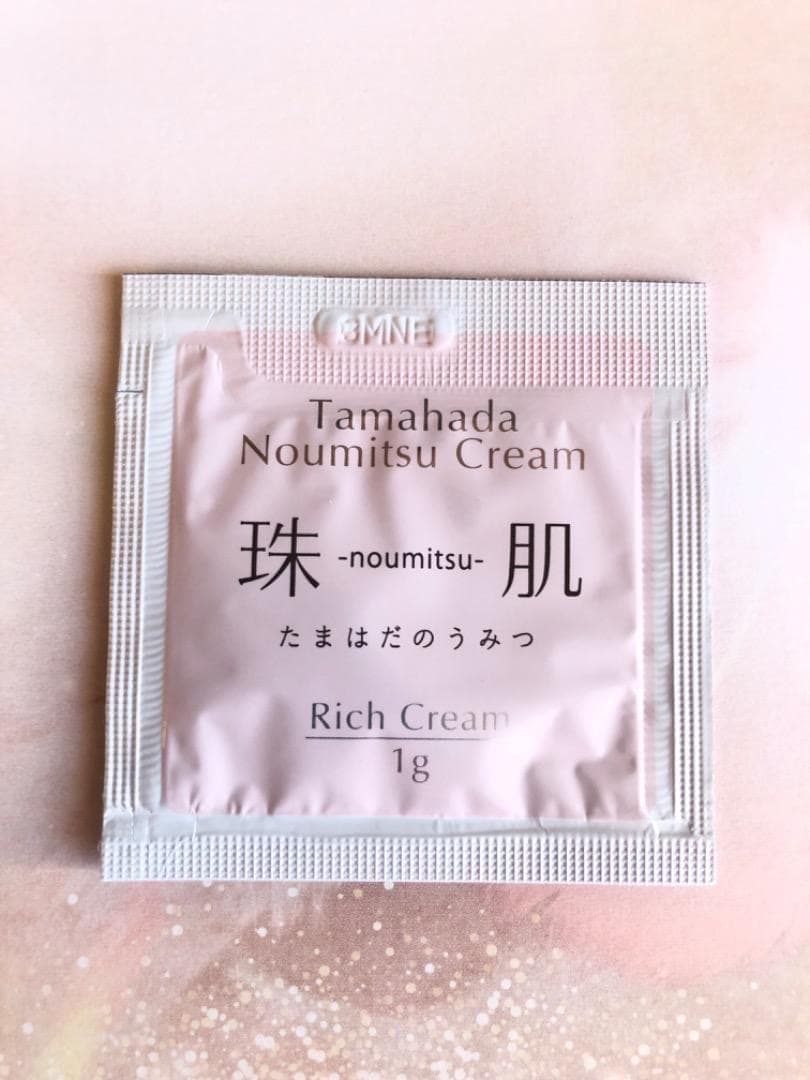 3MNE
Tamahada
Noumitsu Cream
珠 -noumitsu- 肌
たまはだのうみつ
Rich Cream
1g